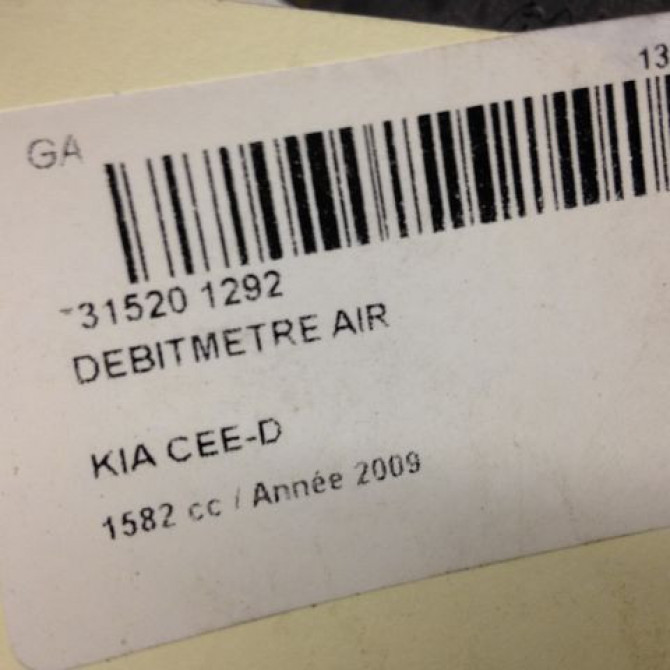 13
GA
31520 1292
DEBITMETRE AIR
KIA CEE-D
1582 cc / Année 2009